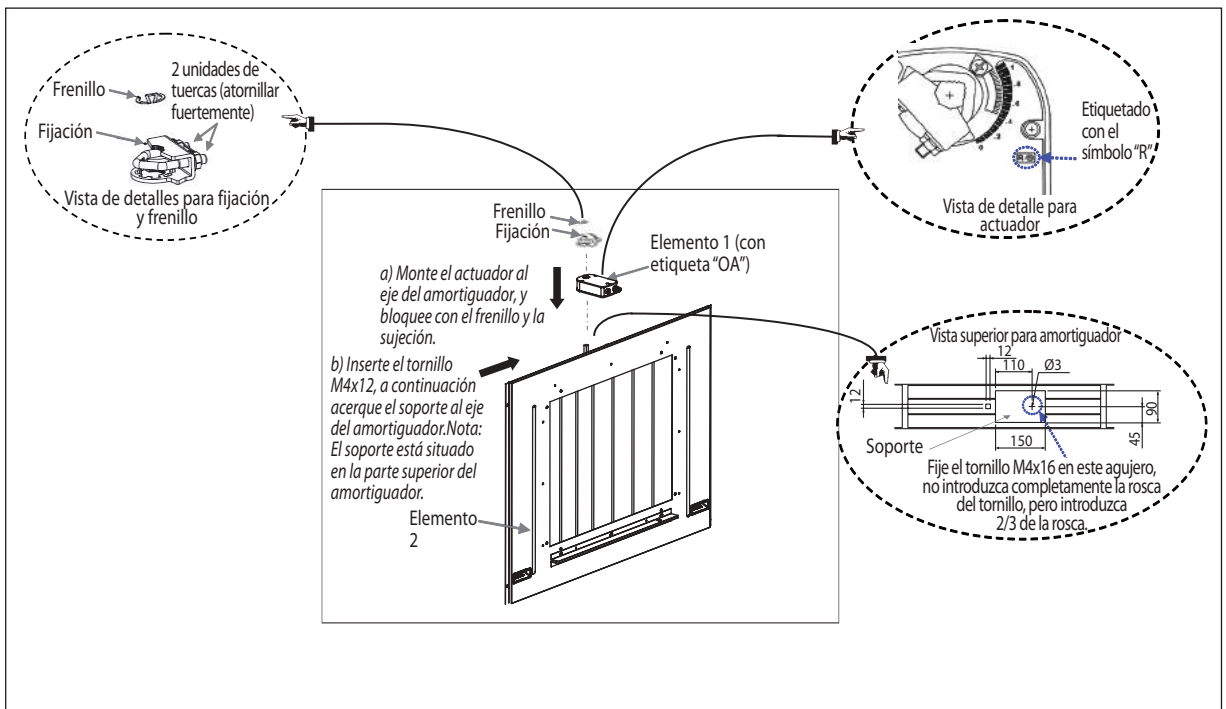 Frenillo
2 unidades de
tuercas (atornillar
fuertemente)
Fijación
Vista de detalles para fijación
y frenillo
Etiquetado
con el
símbolo “R”
Vista de detalle para
actuador
Frenillo
Fijación
Elemento 1 (con
etiqueta “OA”)
a) Monte el actuador al
eje del amortiguador, y
bloquee con el frenillo y la
sujeción.
b) Inserte el tornillo
M4x12, a continuación
acerque el soporte al eje
del amortiguador.Nota:
El soporte está situado
en la parte superior del
amortiguador.
Elemento
2
Vista superior para amortiguador
12
110
Ø3
12
90
45
150
Soporte
Fije el tornillo M4x16 en este agujero,
no introduzca completamente la rosca
del tornillo, pero introduzca
2/3 de la rosca.